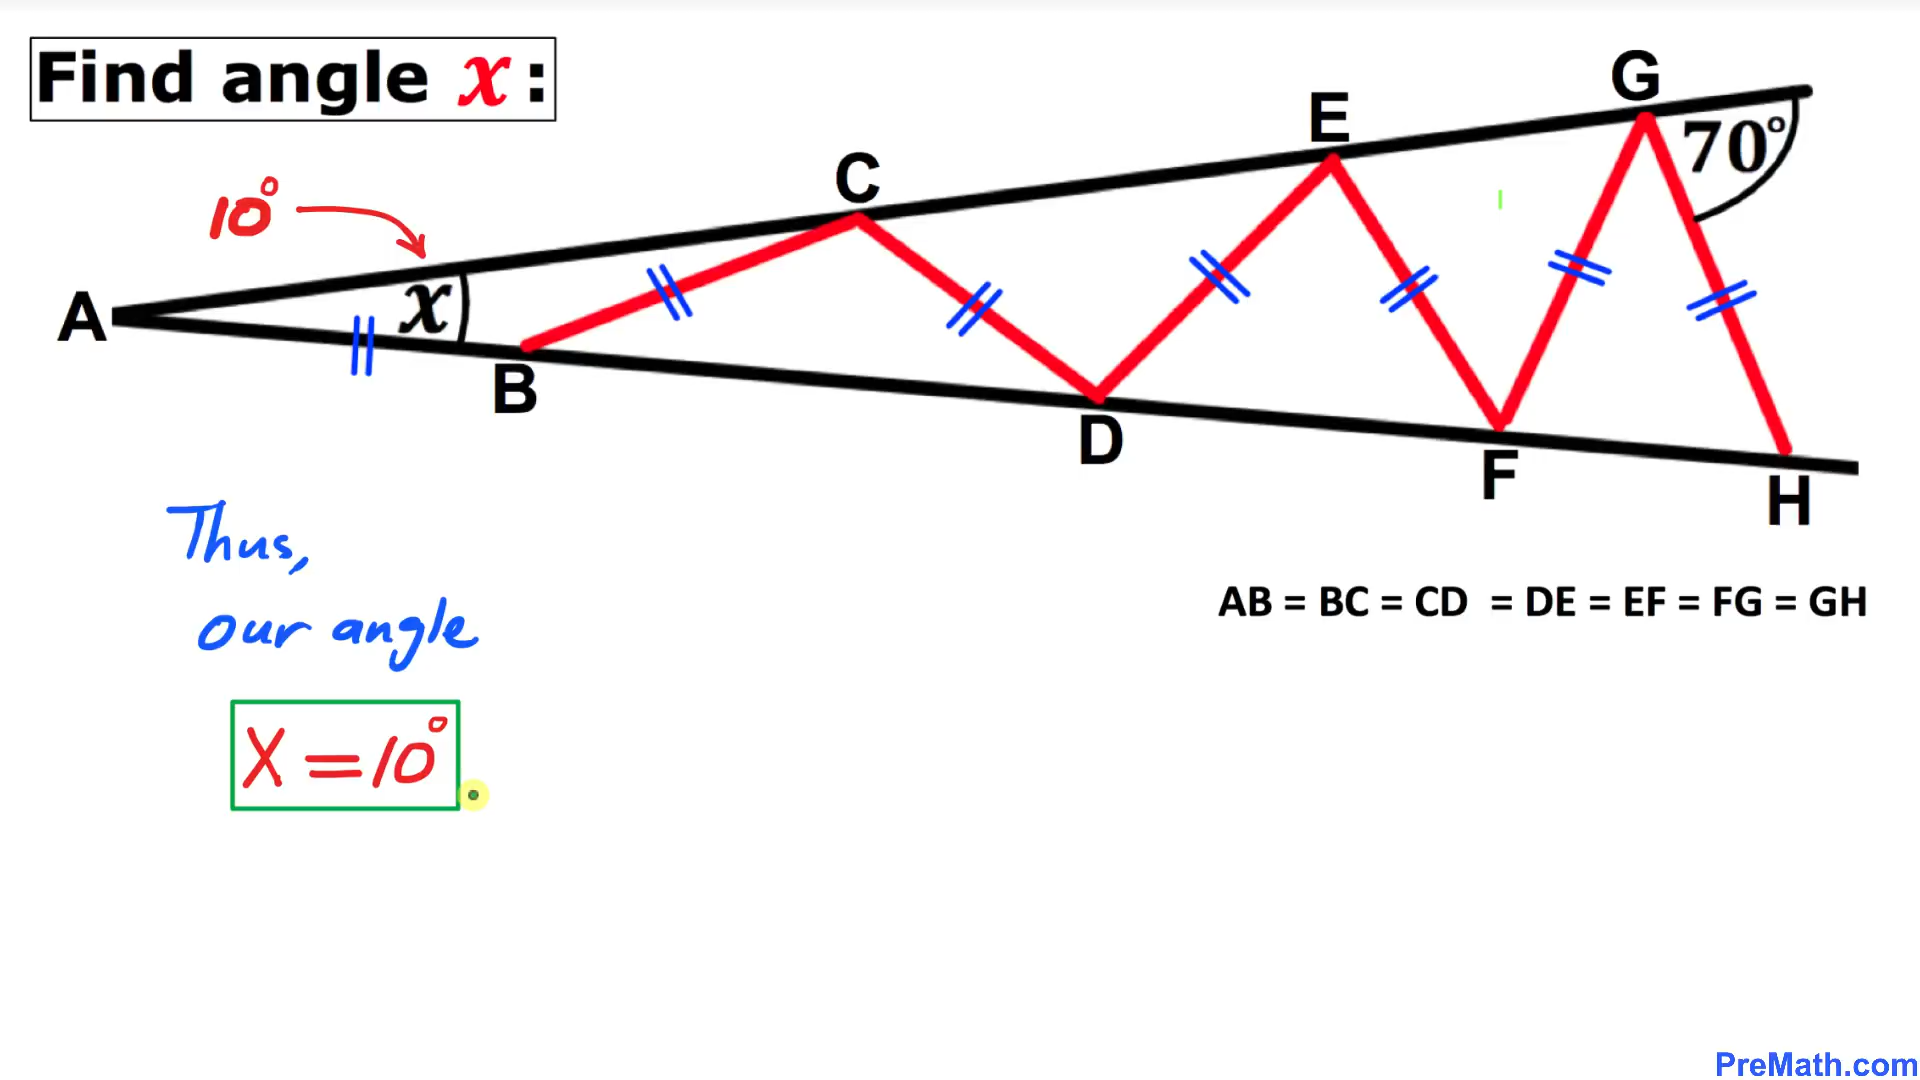 Find angle x:
G
E
70°
C
10°
A
x
B
D
F
H
Thus,
our angle
AB = BC = CD = DE = EF = FG = GH
X = 10°
PreMath.com